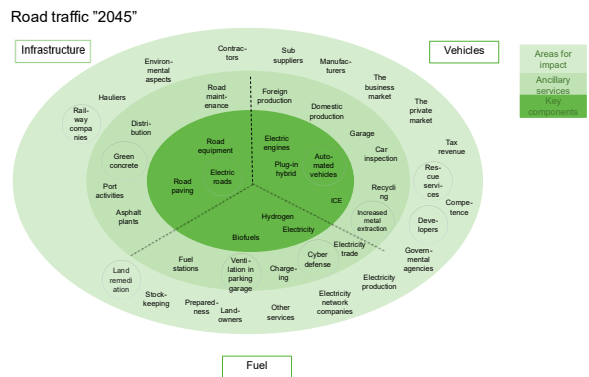 Road traffic "2045"
Infrastructure
Vehicles
Fuel
Areas for
impact
Ancillary
services
Key
components
Environ-
mental
aspects
Contrac-
tors
Sub
suppliers
Manufac-
turers
The
business
market
The
private
market
Tax
revenue
Res-
cue
servi-
ces
Compe-
tence
Deve-
lopers
Govern-
mental
agencies
Electricity
production
Electricity
network
companies
Other
services
Land-
owners
Prepared-
ness
Stock-
keeping
Land
remedi
ation
Rail-
way
compa
nies
Hauliers
Road
maint-
enance
Foreign
production
Domestic
production
Garage
Car
inspection
Recycli
ng
Increased
metal
extraction
Electricity
trade
Cyber
defense
Charge-
ing
Venti-
lation in
parking
garage
Fuel
stations
Asphalt
plants
Port
activities
Green
concrete
Distri-
bution
Road
equipment
Electric
engines
Plug-in
hybrid
Auto-
mated
vehicles
Road
paving
Electric
roads
ICE
Hydrogen
Electricity
Biofuels